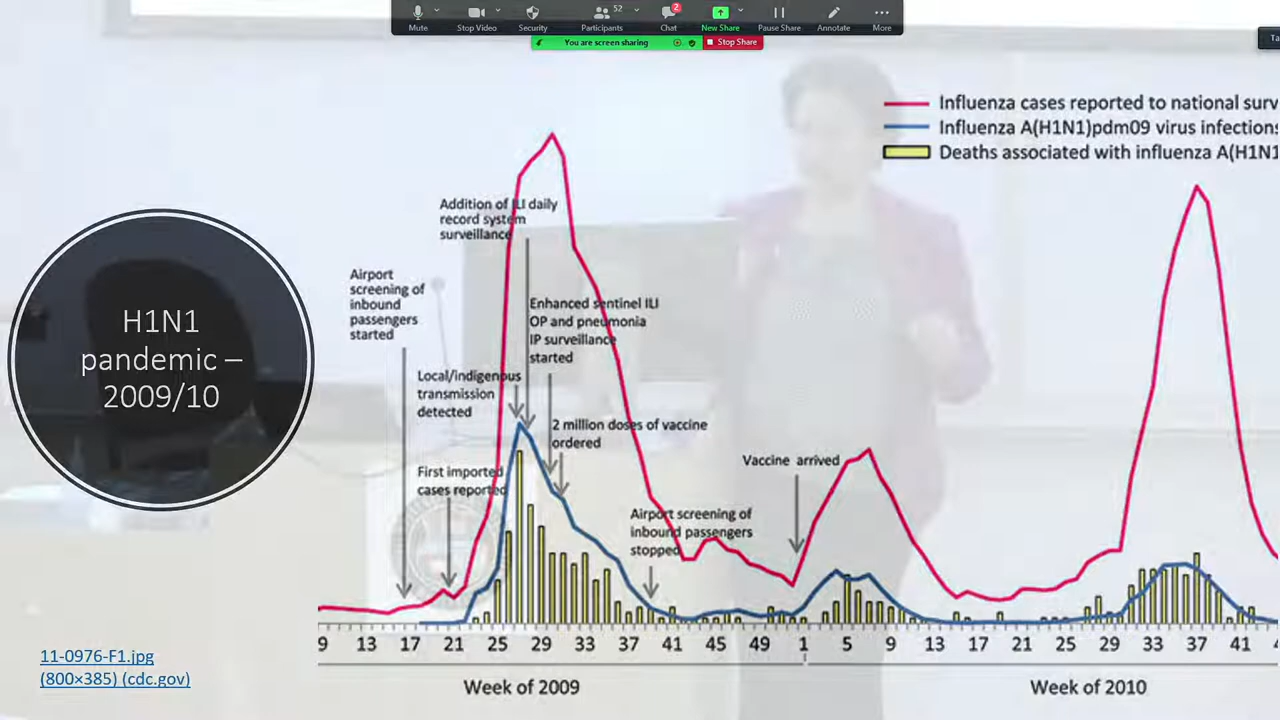 52
2
Mute
Stop Video
Security
Participants
Chat
New Share
Pause Share
Annotate
More
You are screen sharing
Stop Share
Ta
Influenza cases reported to national surv
Influenza A(H1N1)pdm09 virus infections
Deaths associated with influenza A(H1N1
H1N1
pandemic –
2009/10
Addition of ILI daily
record system
surveillance
Airport
screening of
inbound
passengers
started
Enhanced sentinel ILI
OP and pneumonia
IP surveillance
started
Local/indigenous
transmission
detected
2 million doses of vaccine
ordered
First imported
cases reported
Vaccine arrived
Airport screening of
inbound passengers
stopped
9 13 17 21 25 29 33 37 41 45 49 1 5 9 13 17 21 25 29 33 37 41 4
Week of 2009
Week of 2010
11-0976-F1.jpg
(800×385) (cdc.gov)